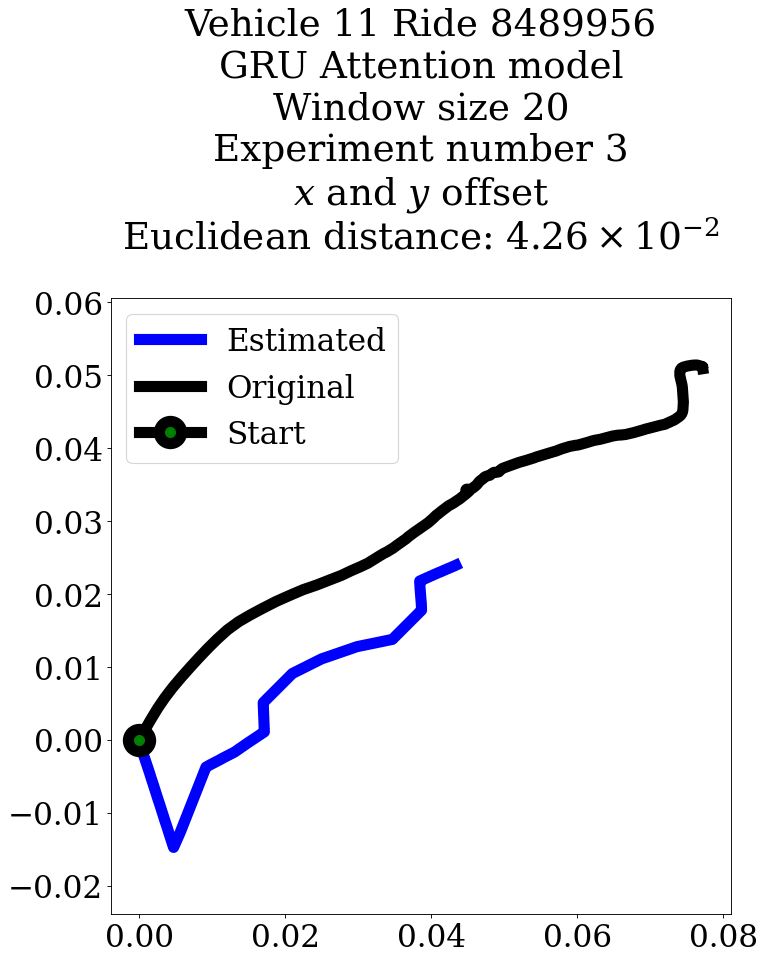 Vehicle 11 Ride 8489956
GRU Attention model
Window size 20
Experiment number 3
x and y offset
Euclidean distance: 4.26 × 10⁻²
0.06
0.05
0.04
0.03
0.02
0.01
0.00
−0.01
−0.02
Estimated
Original
Start
0.00 0.02 0.04 0.06 0.08